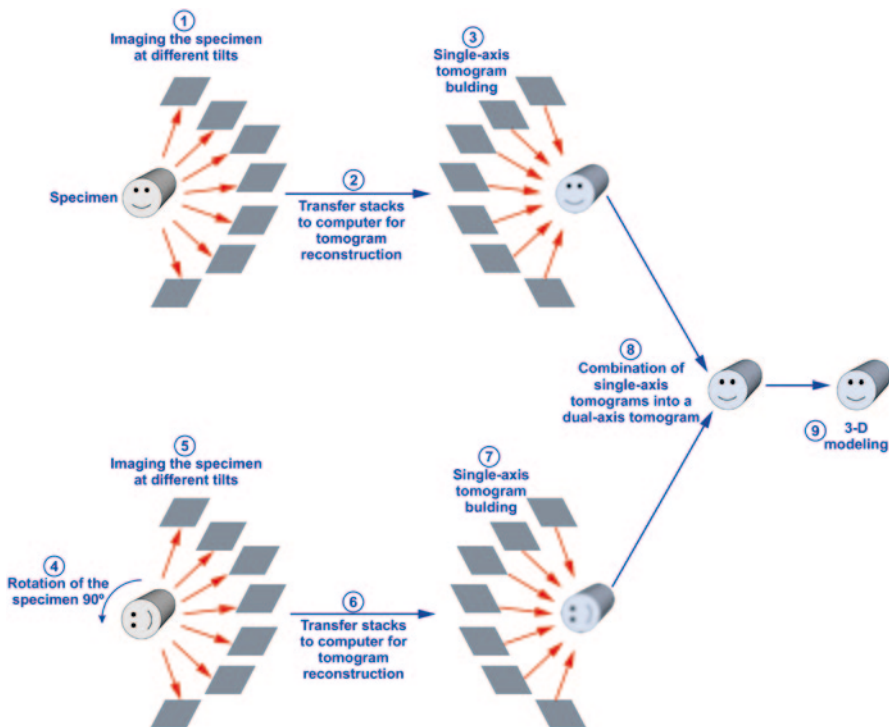 1
Imaging the specimen
at different tilts
Specimen
2
Transfer stacks
to computer for
tomogram
reconstruction
3
Single-axis
tomogram
bulding
4
Rotation of the
specimen 90º
5
Imaging the specimen
at different tilts
6
Transfer stacks
to computer for
tomogram
reconstruction
7
Single-axis
tomogram
bulding
8
Combination of
single-axis
tomograms into a
dual-axis tomogram
9 3-D
modeling